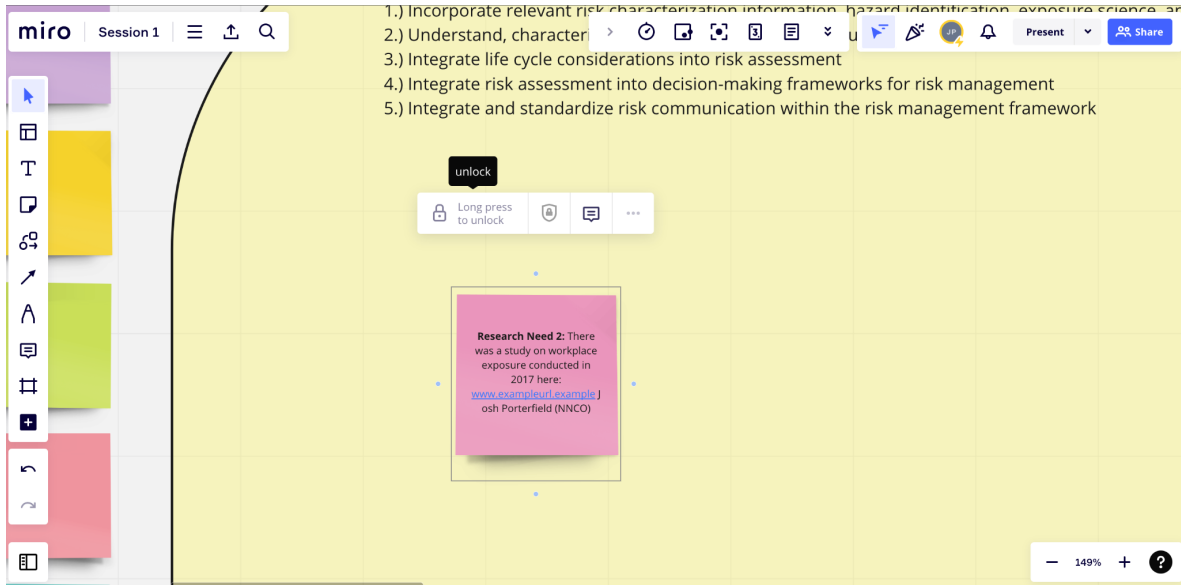 1.) Incorporate relevant risk characterization information, hazard identification, exposure science, a
miro Session 1
2.) Understand, character
3
JP
Present
Share
3.) Integrate life cycle considerations into risk assessment
4.) Integrate risk assessment into decision-making frameworks for risk management
5.) Integrate and standardize risk communication within the risk management framework
unlock
Long press
to unlock
Research Need 2: There
was a study on workplace
exposure conducted in
2017 here:
www.exampleurl.example J
osh Porterfield (NNCO)
149%